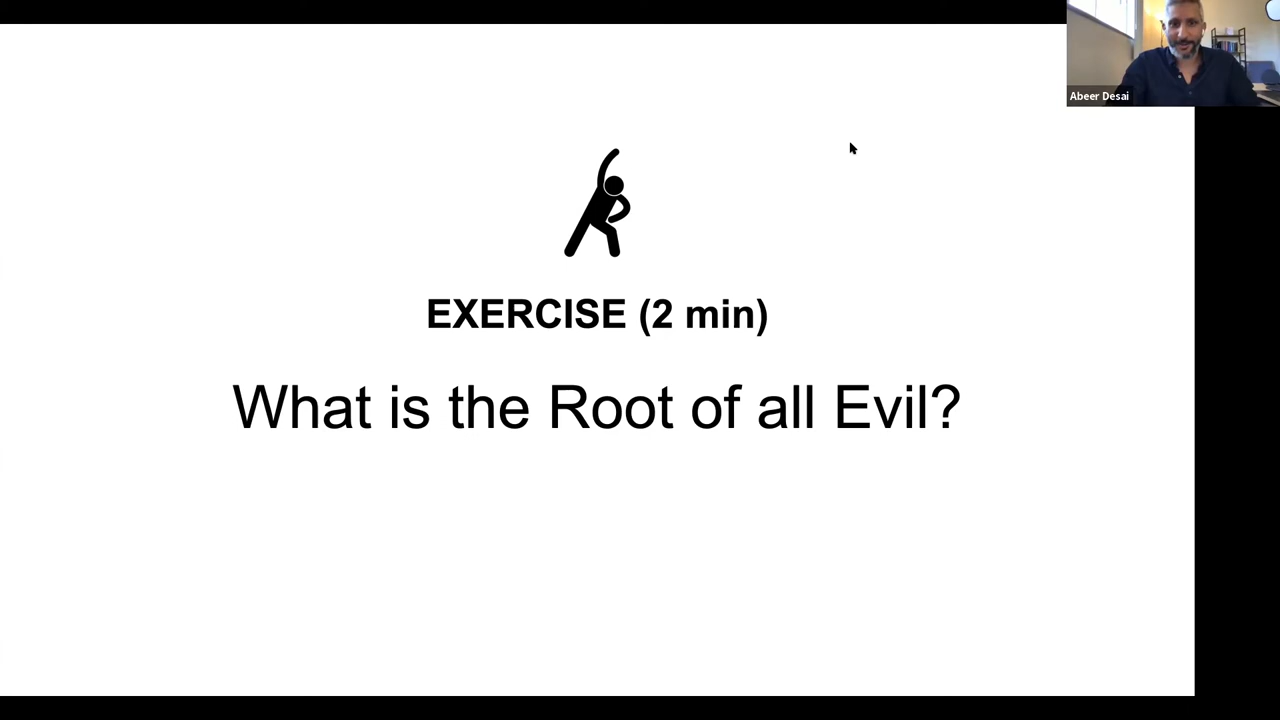 Abeer Desai
EXERCISE (2 min)
What is the Root of all Evil?